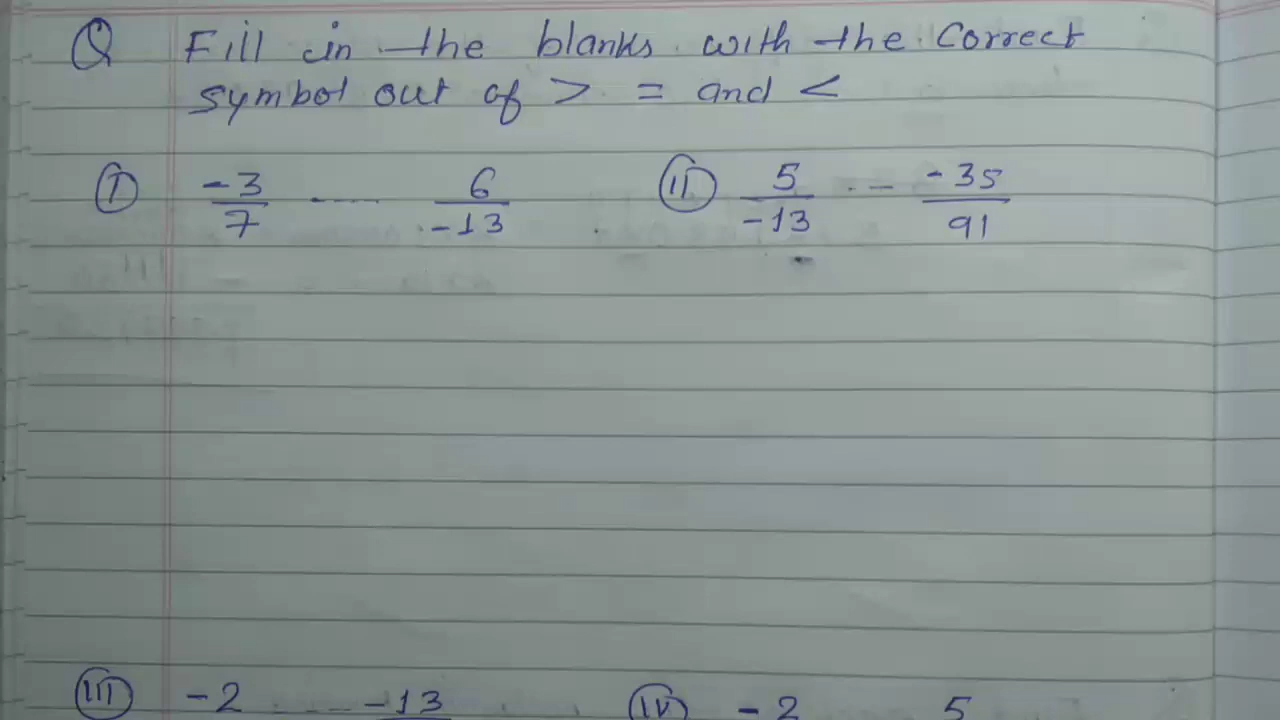 Q Fill in the blanks with the correct
symbol out of > = and <
(I) -3/7 ..... 6/-13 (II) 5/-13 ... -35/91
(III) -2 .... -13 (IV) -2 5